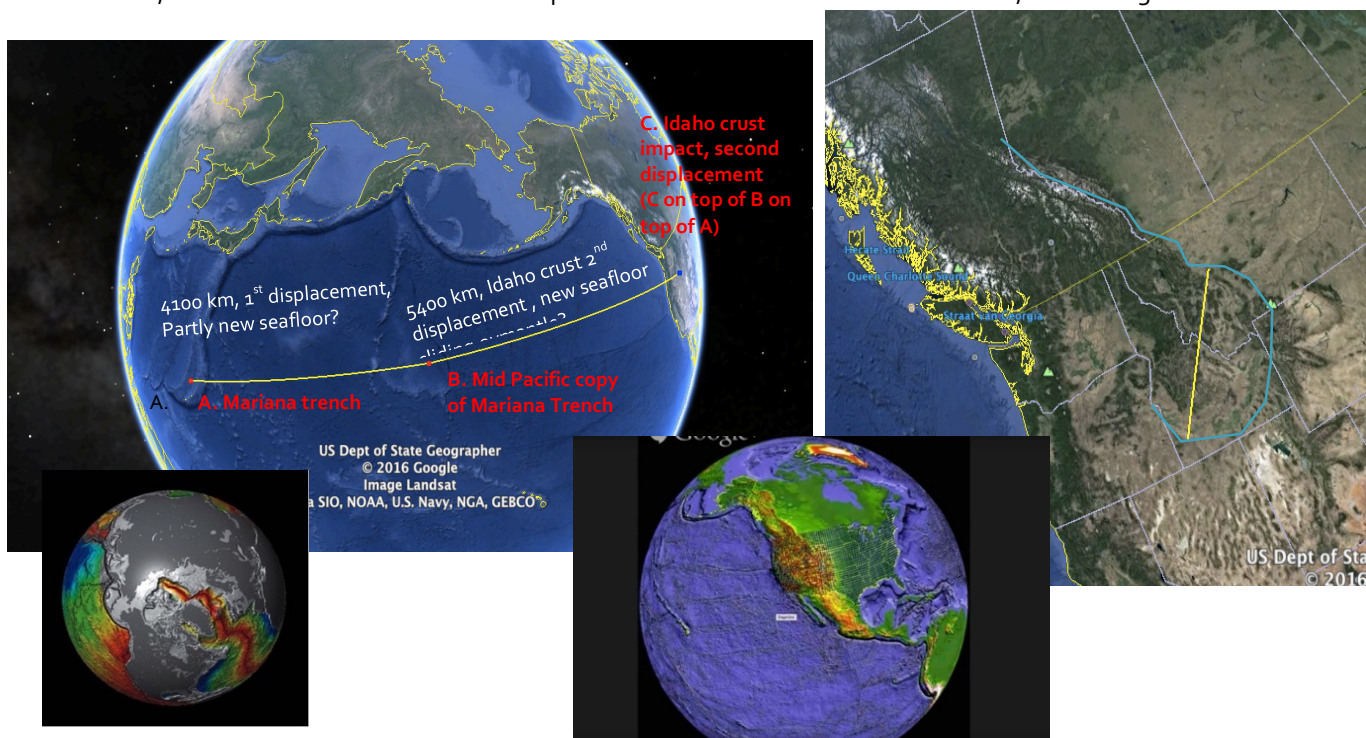 C. Idaho crust
impact, second
displacement
(C on top of B on
top of A)
4100 km, 1st displacement,
Partly new seafloor?
5400 km, Idaho crust 2nd
displacement , new seafloor
A.
A. Mariana trench
B. Mid Pacific copy
of Mariana Trench
US Dept of State Geographer
© 2016 Google
Image Landsat
a SIO, NOAA, U.S. Navy, NGA, GEBCO
Google
Hecate Strait
Queen Charlotte Sound
Straat van Georgia
US Dept of Sta
© 2016